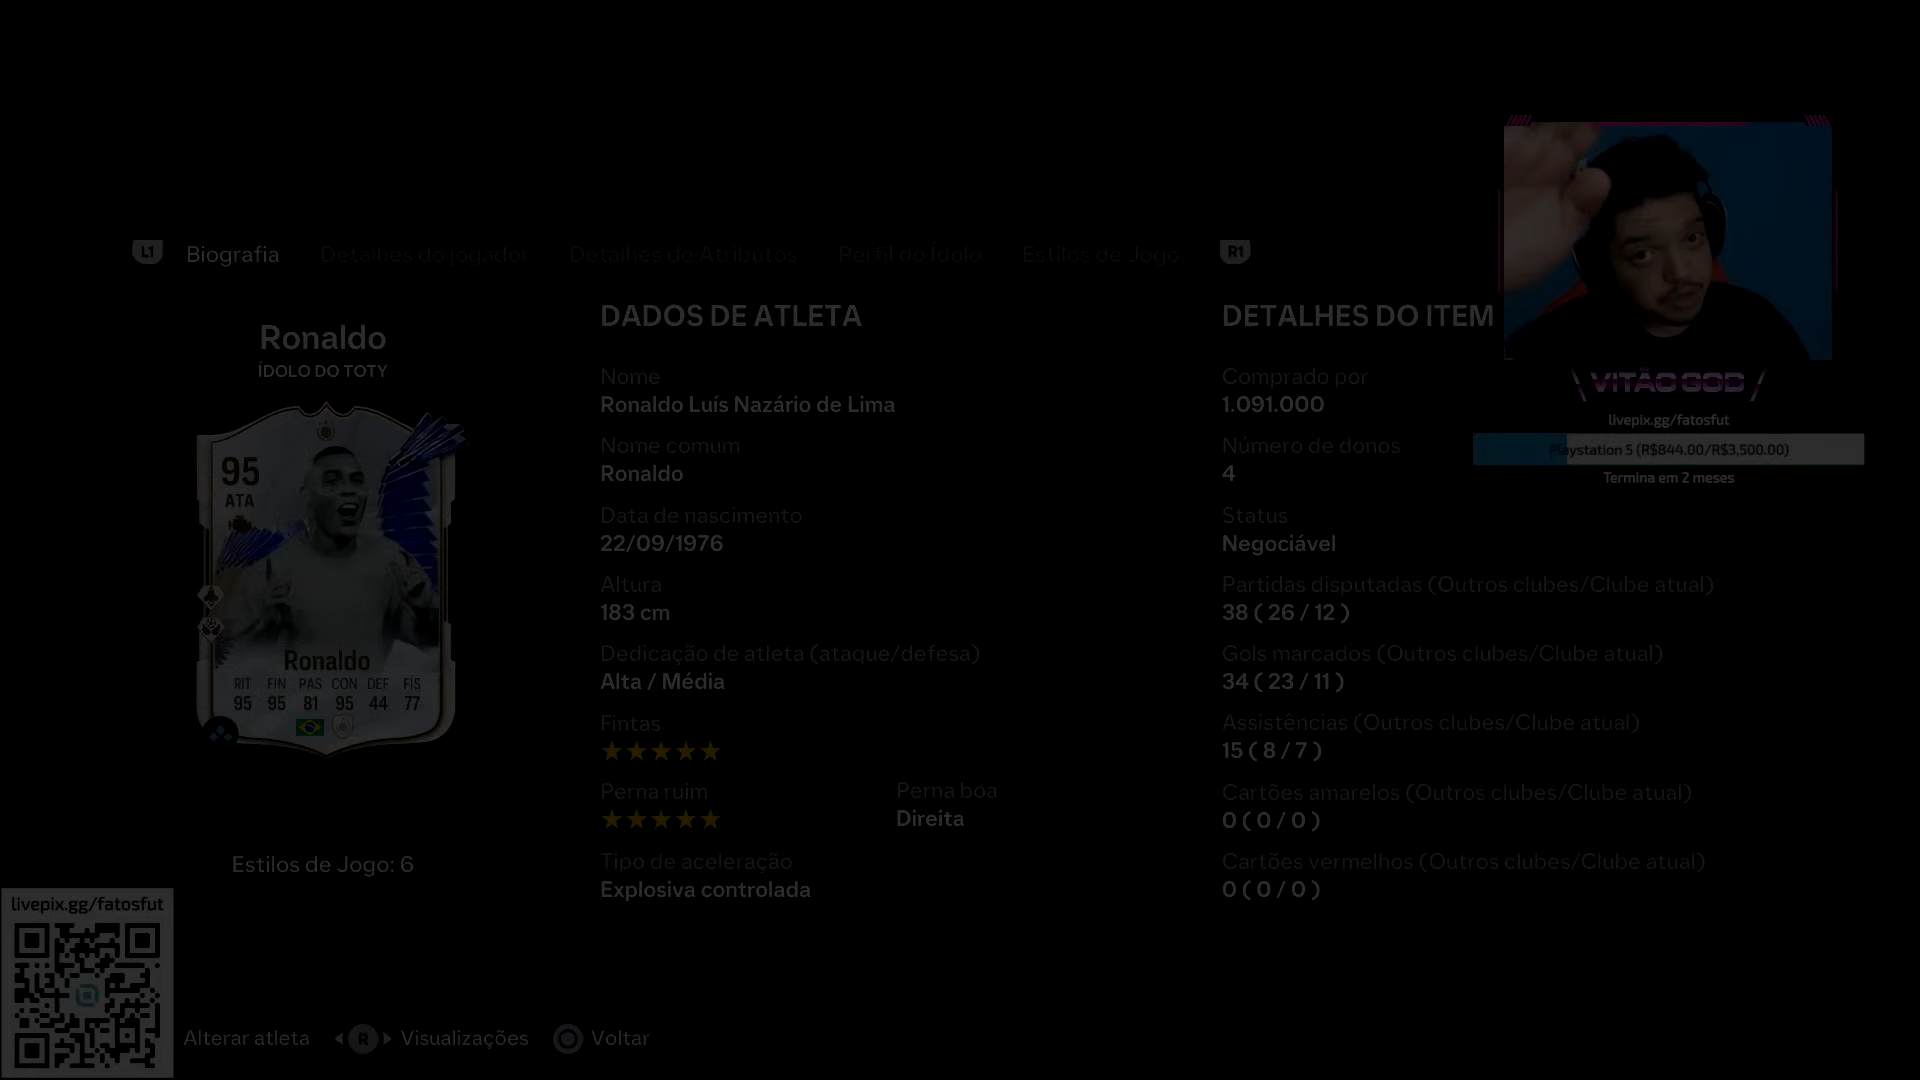 L1 Biografia Detalhes do jogador Detalhes de Atributos Perfil do Ídolo Estilos de Jogo R1
Ronaldo
ÍDOLO DO TOTY
95
ATA
Ronaldo
RIT FIN PAS CON DEF FÍS
95 95 81 95 44 77
Estilos de Jogo: 6
DADOS DE ATLETA
Nome
Ronaldo Luís Nazário de Lima
Nome comum
Ronaldo
Data de nascimento
22/09/1976
Altura
183 cm
Dedicação de atleta (ataque/defesa)
Alta / Média
Fintas
★★★★★
Perna ruim Perna boa
★★★★★ Direita
Tipo de aceleração
Explosiva controlada
DETALHES DO ITEM
Comprado por
1.091.000
Número de donos
4
Status
Negociável
Partidas disputadas (Outros clubes/Clube atual)
38 ( 26 / 12 )
Gols marcados (Outros clubes/Clube atual)
34 ( 23 / 11 )
Assistências (Outros clubes/Clube atual)
15 ( 8 / 7 )
Cartões amarelos (Outros clubes/Clube atual)
0 ( 0 / 0 )
Cartões vermelhos (Outros clubes/Clube atual)
0 ( 0 / 0 )
VITÃO GOD
livepix.gg/fatosfut
Playstation 5 (R$844.00/R$3,500.00)
Termina em 2 meses
livepix.gg/fatosfut
Alterar atleta R Visualizações Voltar